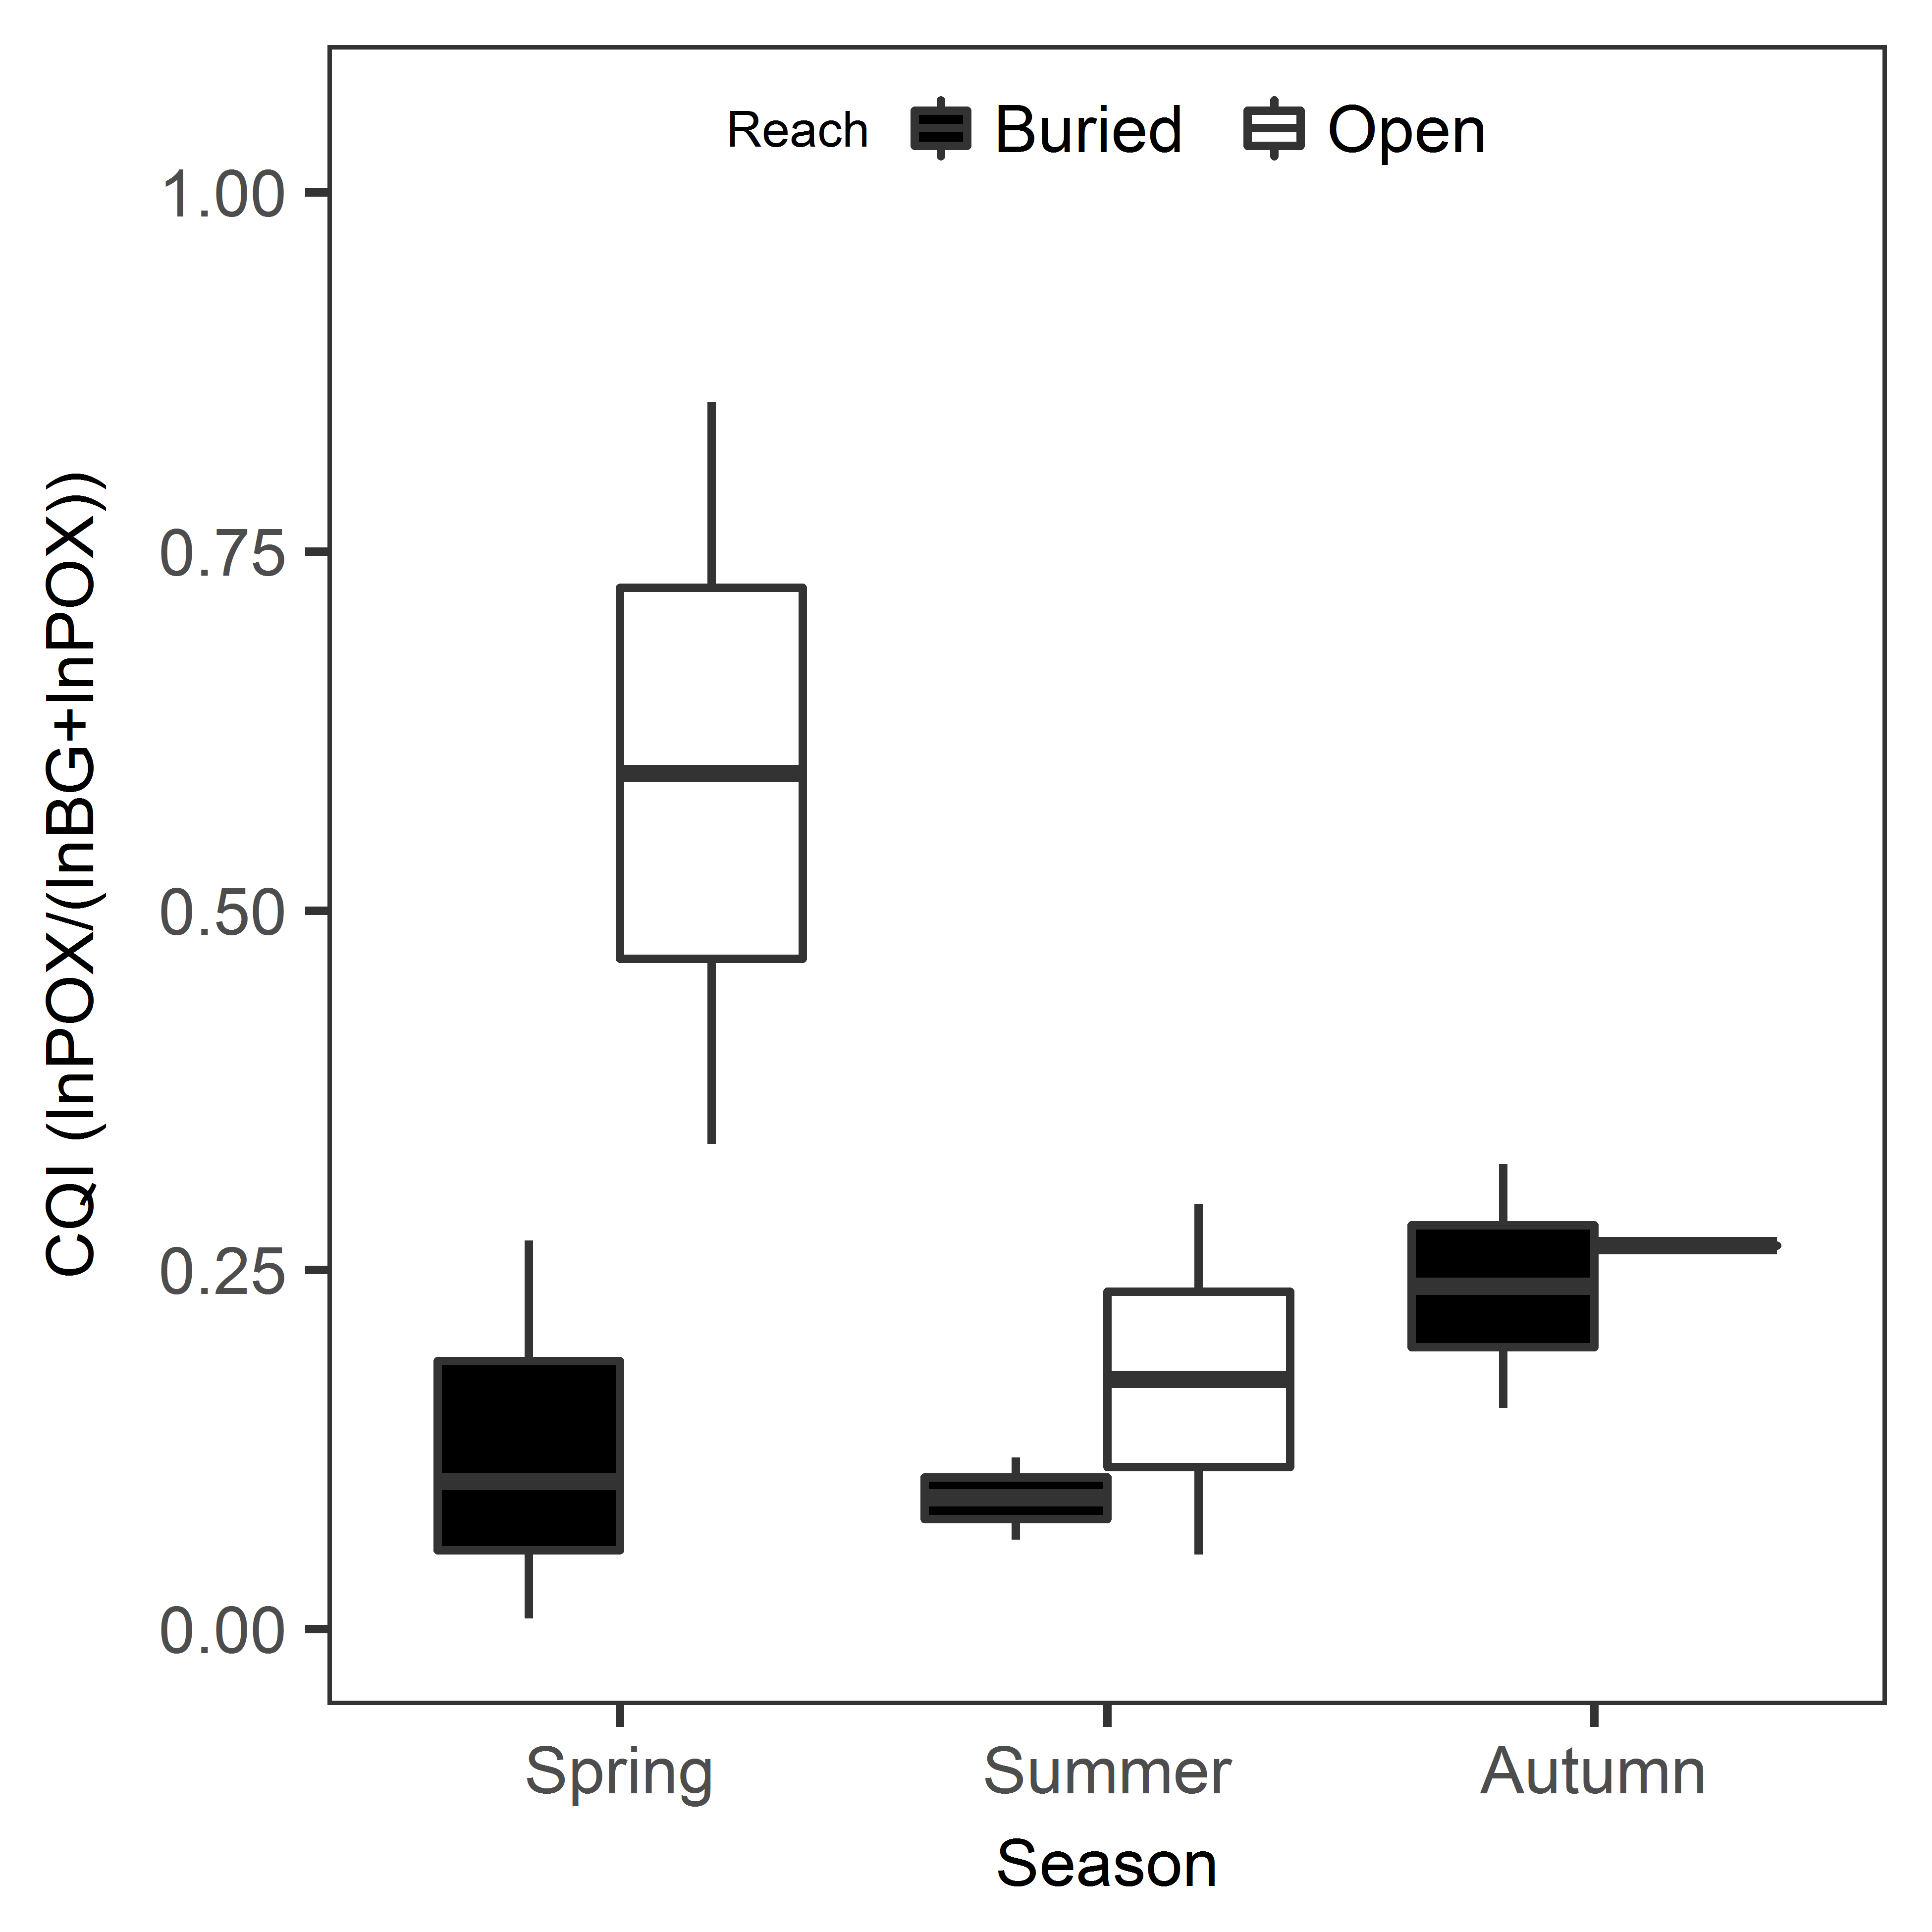 Reach Buried Open
1.00
0.75
0.50
0.25
0.00
CQI (lnPOX/(lnBG+lnPOX))
Spring Summer Autumn
Season